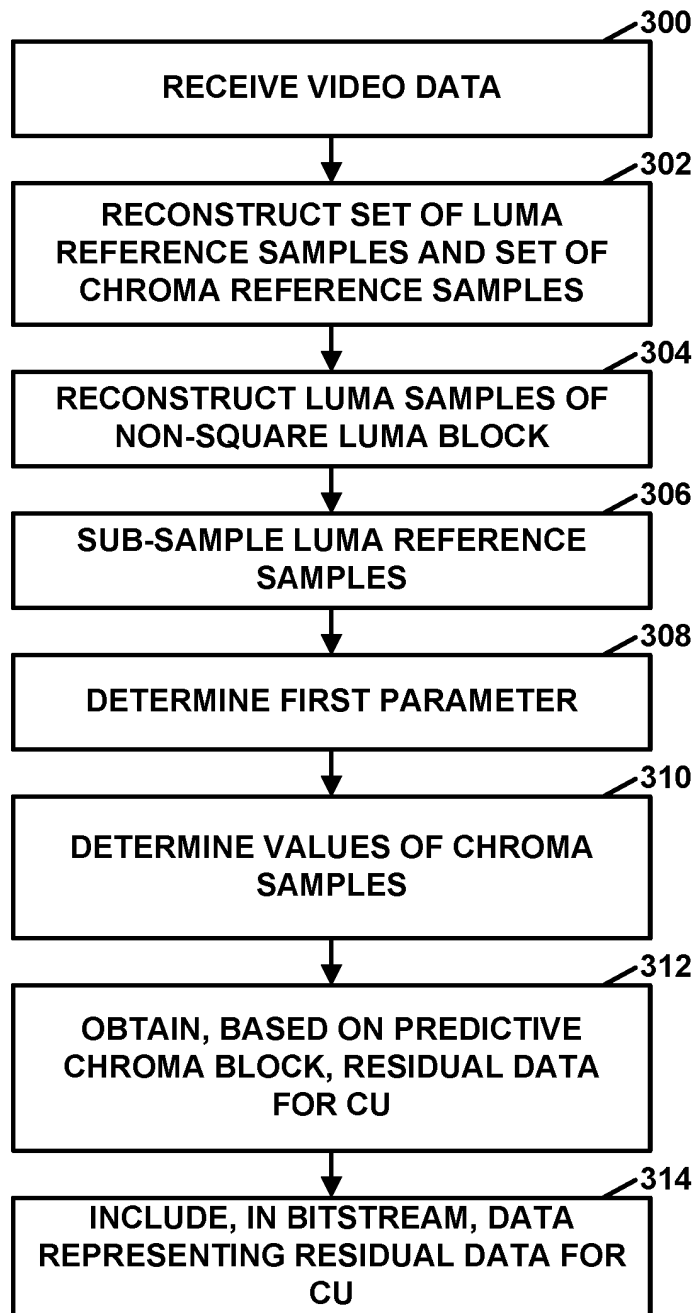 300
RECEIVE VIDEO DATA
302
RECONSTRUCT SET OF LUMA
REFERENCE SAMPLES AND SET OF
CHROMA REFERENCE SAMPLES
304
RECONSTRUCT LUMA SAMPLES OF
NON-SQUARE LUMA BLOCK
306
SUB-SAMPLE LUMA REFERENCE
SAMPLES
308
DETERMINE FIRST PARAMETER
310
DETERMINE VALUES OF CHROMA
SAMPLES
312
OBTAIN, BASED ON PREDICTIVE
CHROMA BLOCK, RESIDUAL DATA
FOR CU
314
INCLUDE, IN BITSTREAM, DATA
REPRESENTING RESIDUAL DATA FOR
CU